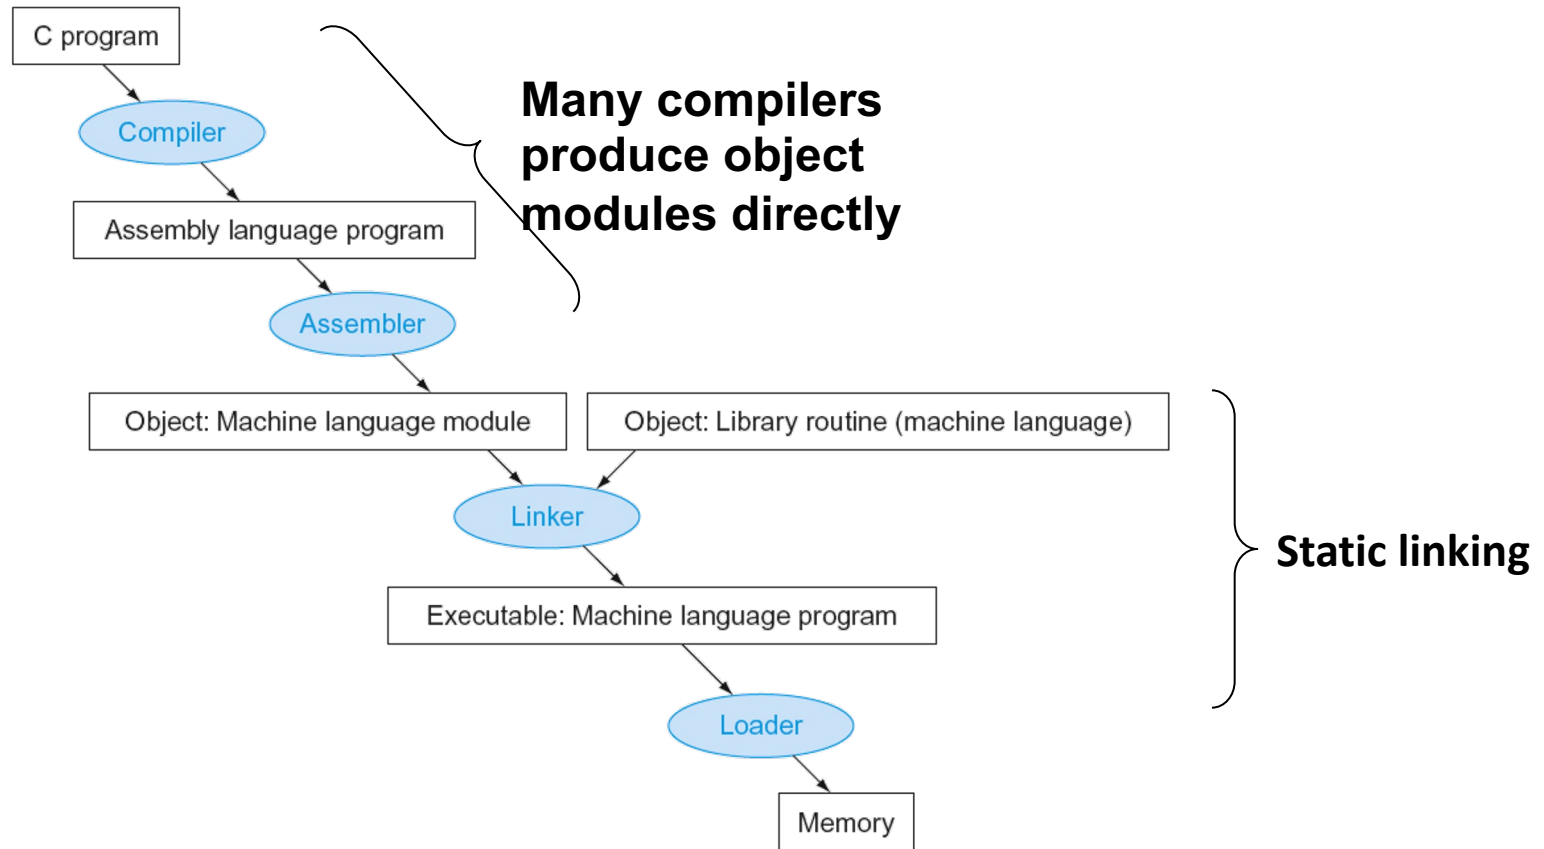 C program
Many compilers
produce object
modules directly
Compiler
Assembly language program
Assembler
Object: Machine language module
Object: Library routine (machine language)
Linker
Static linking
Executable: Machine language program
Loader
Memory